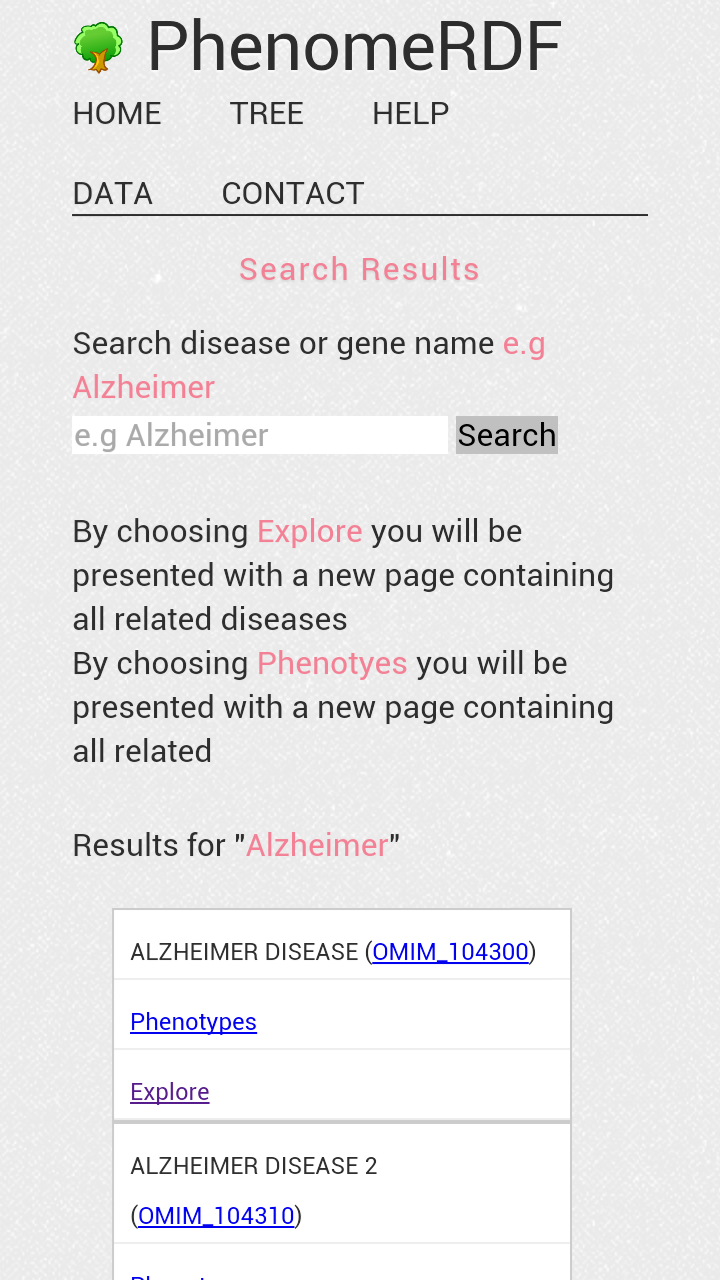 PhenomeRDF
HOME TREE HELP
DATA CONTACT
Search Results
Search disease or gene name e.g
Alzheimer
e.g Alzheimer Search
By choosing Explore you will be
presented with a new page containing
all related diseases
By choosing Phenotyes you will be
presented with a new page containing
all related
Results for "Alzheimer"
ALZHEIMER DISEASE (OMIM_104300)
Phenotypes
Explore
ALZHEIMER DISEASE 2
(OMIM_104310)